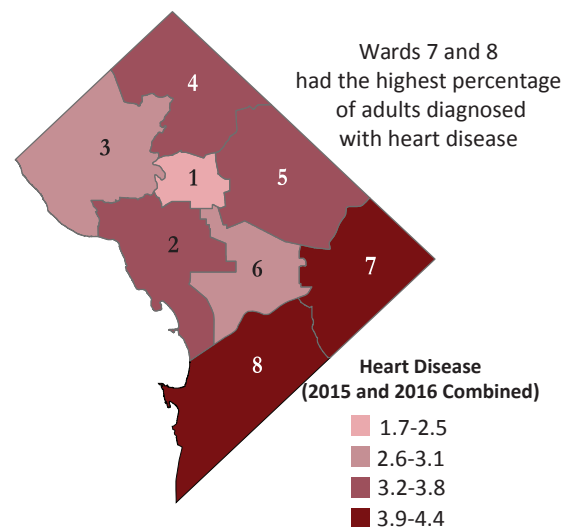 Wards 7 and 8
had the highest percentage
of adults diagnosed
with heart disease
4
3
1
5
2
6
7
8
Heart Disease
(2015 and 2016 Combined)
1.7-2.5
2.6-3.1
3.2-3.8
3.9-4.4